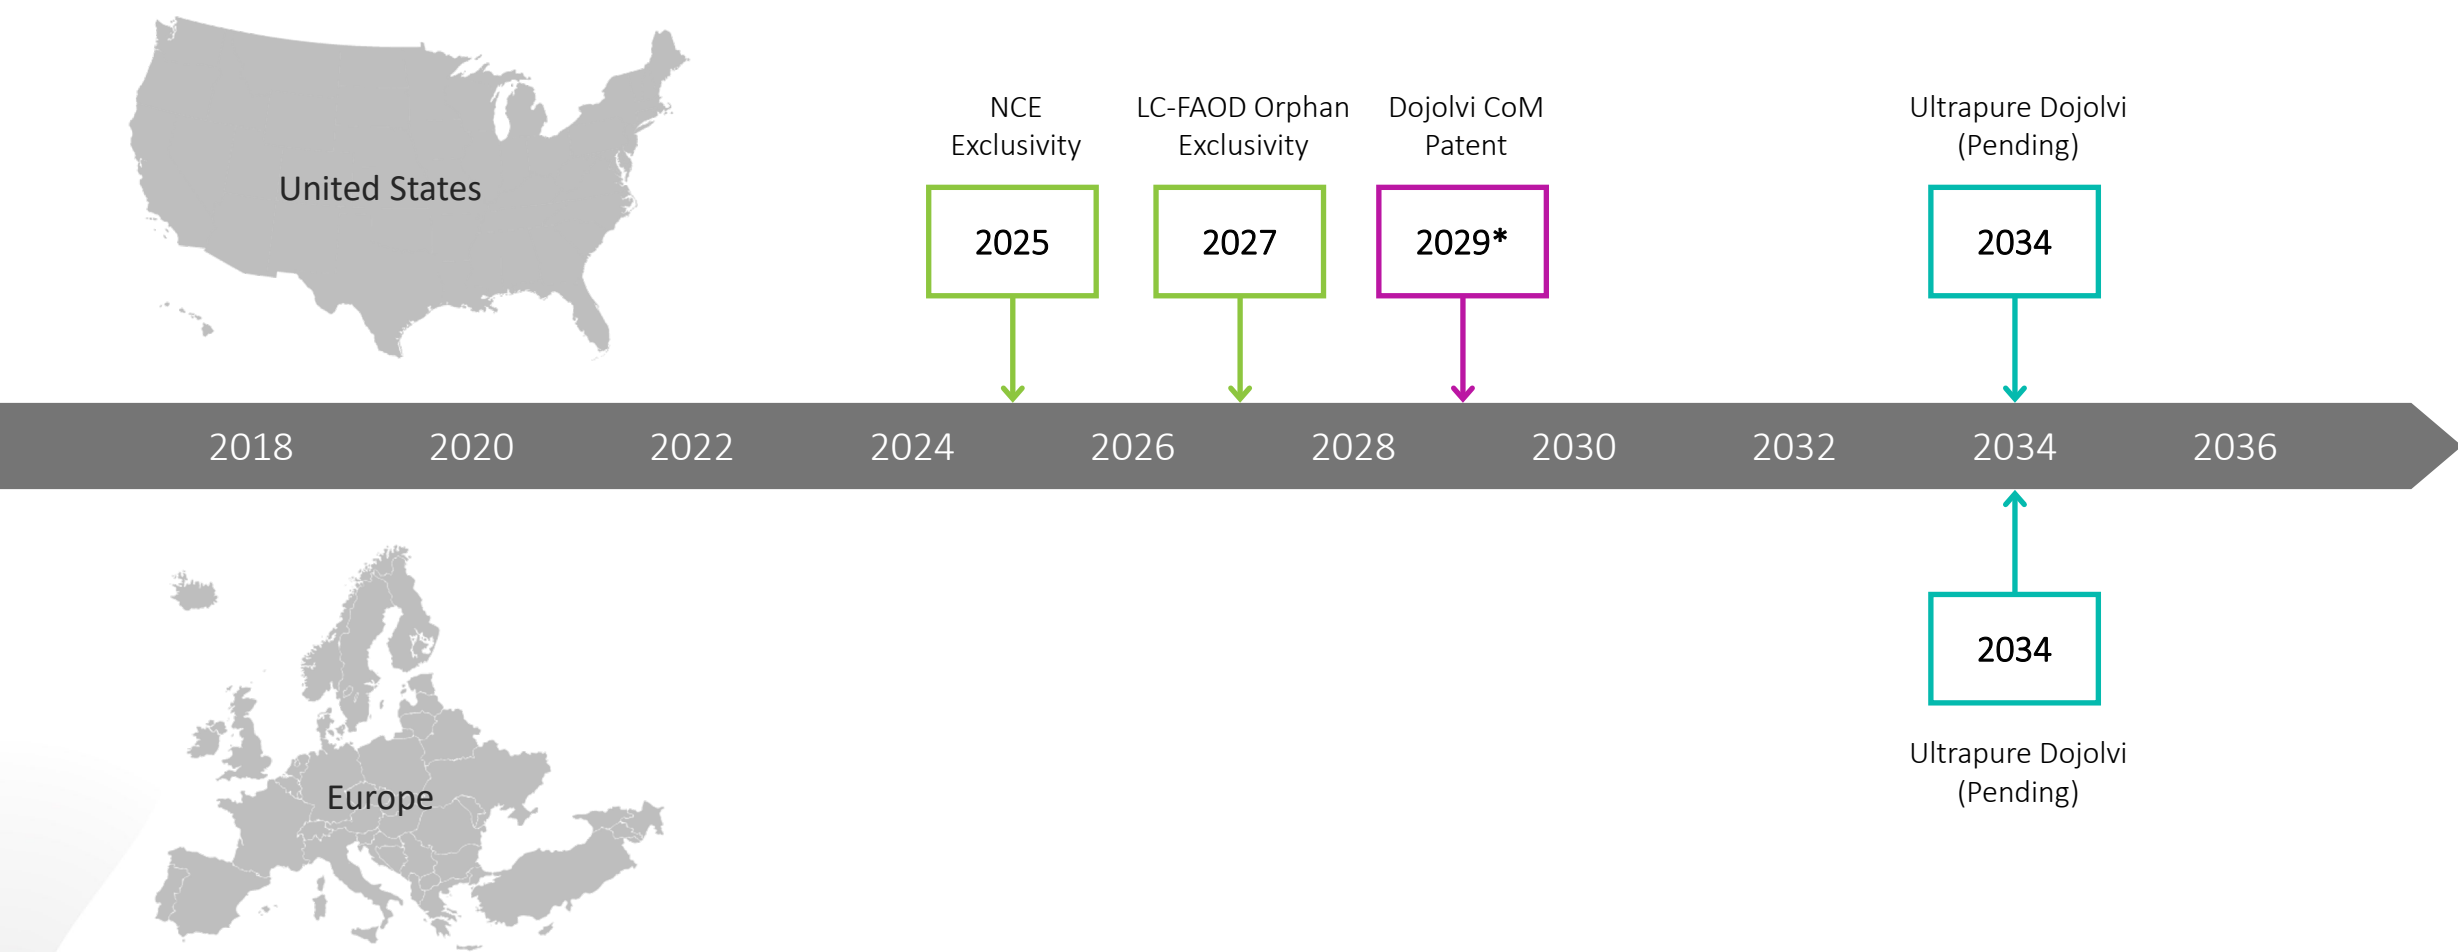 United States
NCE
Exclusivity
2025
LC-FAOD Orphan
Exclusivity
2027
Dojolvi CoM
Patent
2029*
Ultrapure Dojolvi
(Pending)
2034
2018 2020 2022 2024 2026 2028 2030 2032 2034 2036
Europe
2034
Ultrapure Dojolvi
(Pending)